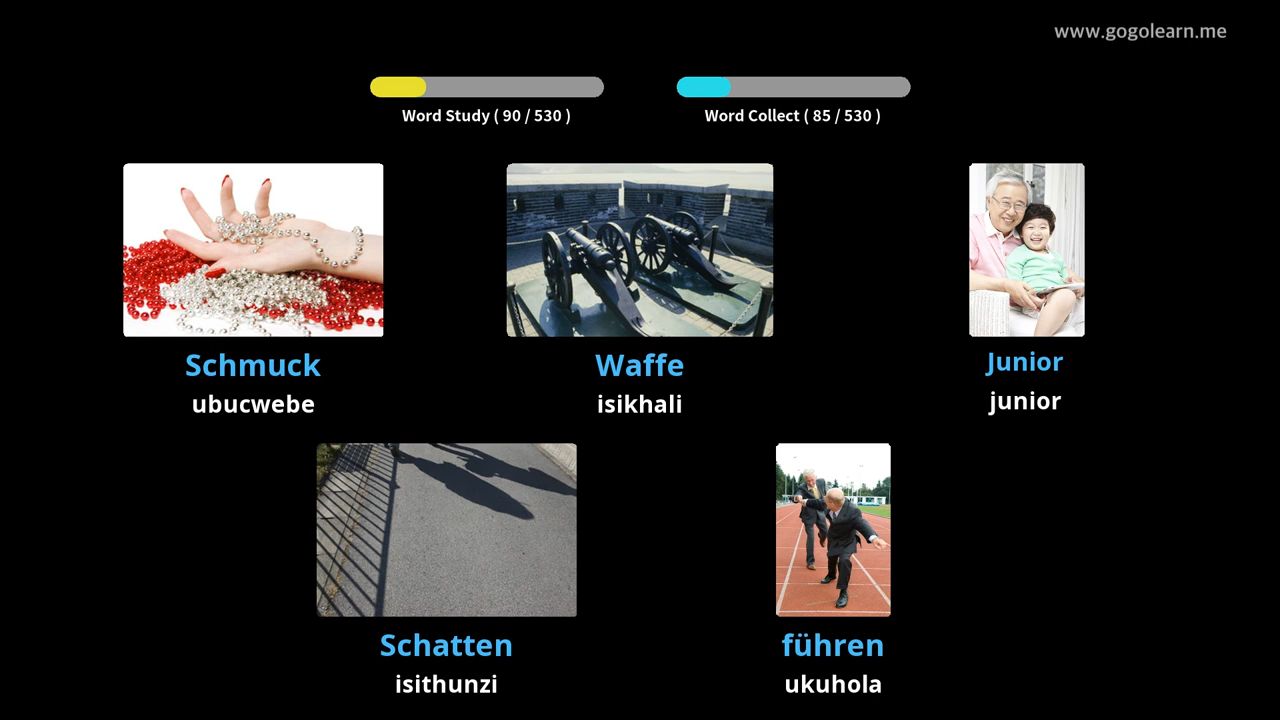 www.gogolearn.me
Word Study ( 90 / 530 )
Word Collect ( 85 / 530 )
Schmuck
ubucwebe
Waffe
isikhali
Junior
junior
Schatten
isithunzi
führen
ukuhola